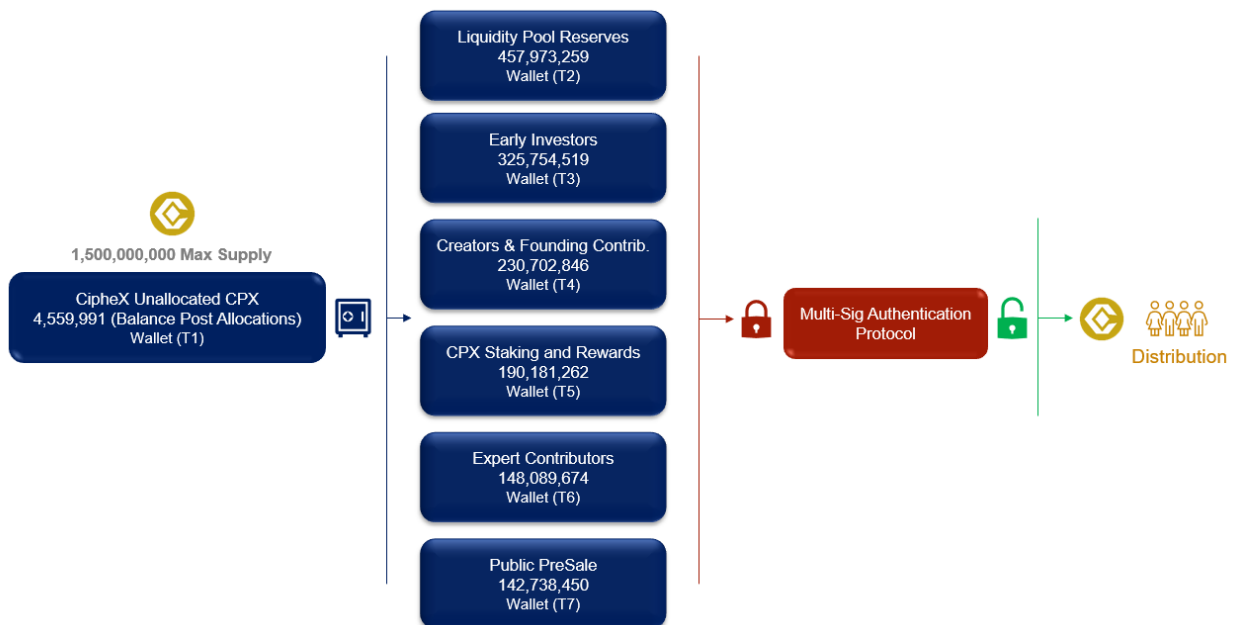 1,500,000,000 Max Supply
CipheX Unallocated CPX
4,559,991 (Balance Post Allocations)
Wallet (T1)
Liquidity Pool Reserves
457,973,259
Wallet (T2)
Early Investors
325,754,519
Wallet (T3)
Creators & Founding Contrib.
230,702,846
Wallet (T4)
CPX Staking and Rewards
190,181,262
Wallet (T5)
Expert Contributors
148,089,674
Wallet (T6)
Public PreSale
142,738,450
Wallet (T7)
Multi-Sig Authentication
Protocol
Distribution